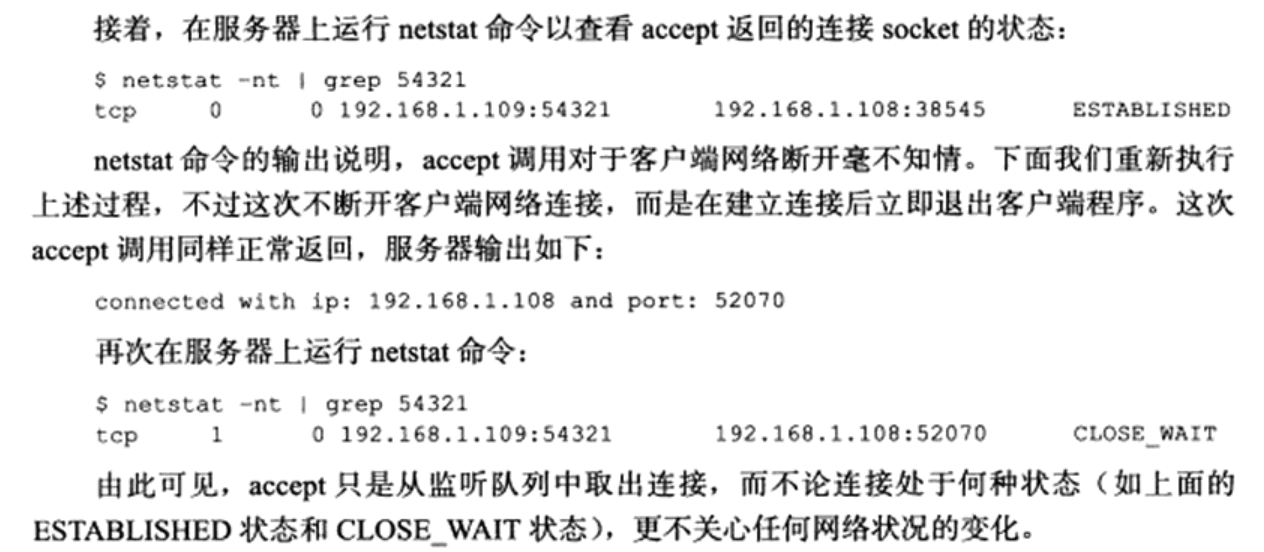 接着，在服务器上运行 netstat 命令以查看 accept 返回的连接 socket 的状态：
$ netstat -nt | grep 54321
tcp 0 0 192.168.1.109:54321 192.168.1.108:38545 ESTABLISHED
netstat 命令的输出说明，accept 调用对于客户端网络断开毫不知情。下面我们重新执行
上述过程，不过这次不断开客户端网络连接，而是在建立连接后立即退出客户端程序。这次
accept 调用同样正常返回，服务器输出如下：
connected with ip: 192.168.1.108 and port: 52070
再次在服务器上运行 netstat 命令：
$ netstat -nt | grep 54321
tcp 1 0 192.168.1.109:54321 192.168.1.108:52070 CLOSE_WAIT
由此可见，accept 只是从监听队列中取出连接，而不论连接处于何种状态（如上面的
ESTABLISHED 状态和 CLOSE_WAIT 状态），更不关心任何网络状况的变化。